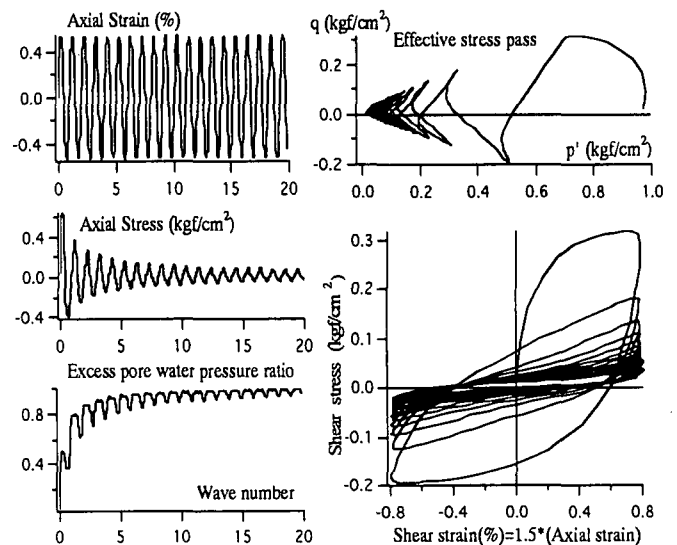 Axial Strain (%)
0.4
0.0
-0.4
0 5 10 15 20
q (kgf/cm²)
Effective stress pass
0.2
0.0
-0.2
p' (kgf/cm²)
0.0 0.2 0.4 0.6 0.8 1.0
Axial Stress (kgf/cm²)
0.4
0.0
-0.4
0 5 10 15 20
Excess pore water pressure ratio
0.8
0.4
Wave number
0 5 10 15 20
Shear stress (kgf/cm²)
0.3
0.2
0.1
0.0
-0.1
-0.2
-0.8 -0.4 0.0 0.4 0.8
Shear strain(%)=1.5*(Axial strain)